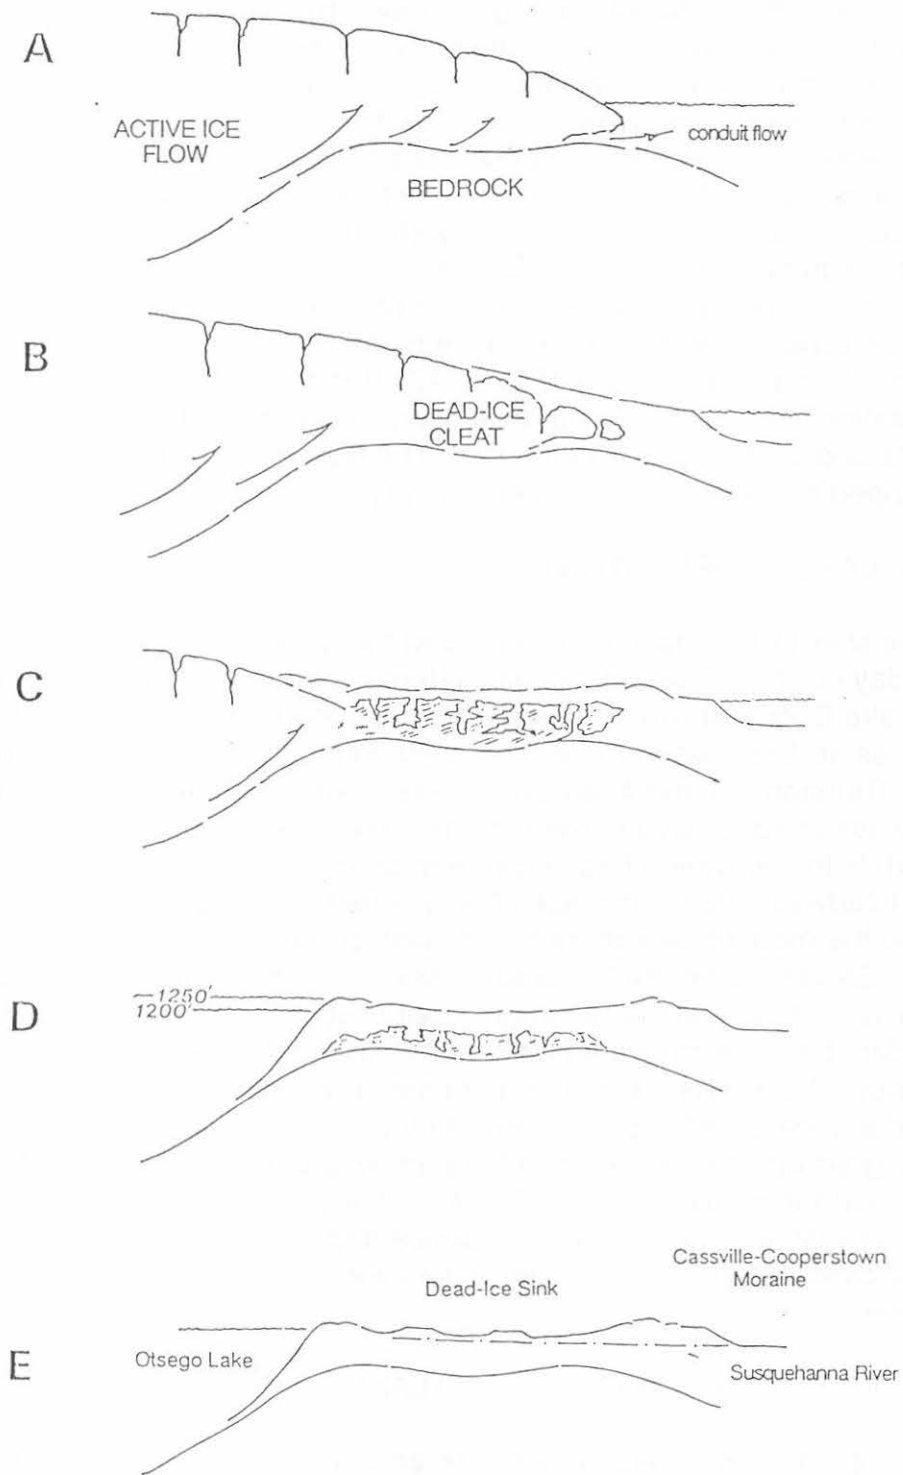 A
ACTIVE ICE
FLOW
conduit flow
BEDROCK
B
DEAD-ICE
CLEAT
C
D
1250'
1200'
Cassville-Cooperstown
Moraine
Dead-Ice Sink
E
Otsego Lake
Susquehanna River